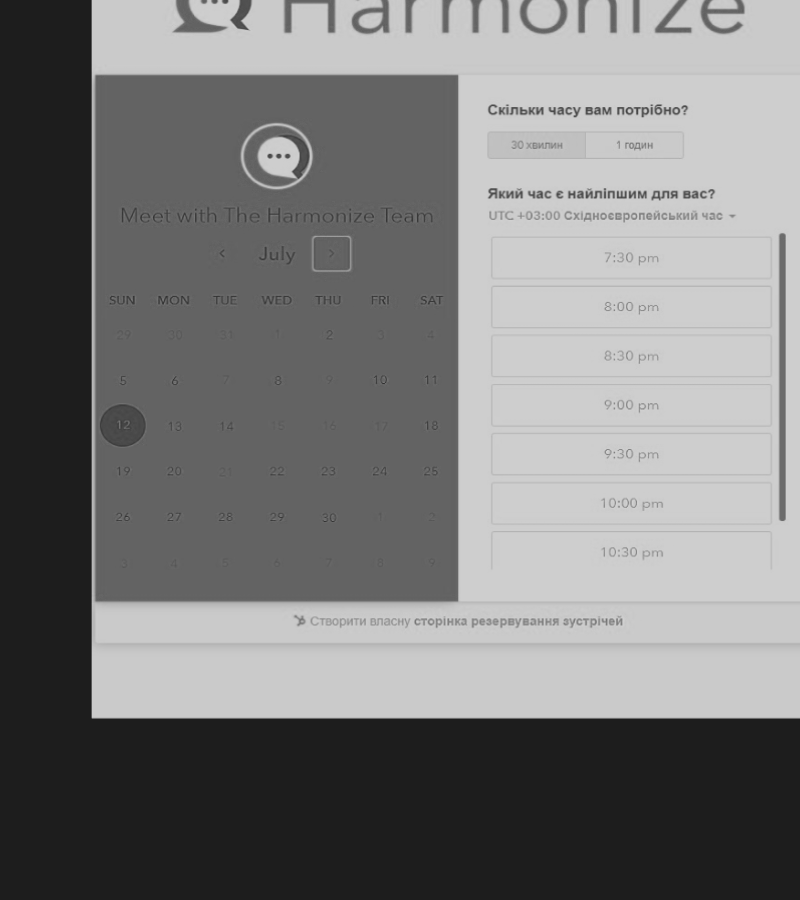 Harmonize
Meet with The Harmonize Team
July
SUN MON TUE WED THU FRI SAT
29 30 31 1 2 3 4
5 6 7 8 9 10 11
12 13 14 15 16 17 18
19 20 21 22 23 24 25
26 27 28 29 30 1 2
3 4 5 6 7 8 9
Скільки часу вам потрібно?
30 хвилин 1 годин
Який час є найліпшим для вас?
UTC +03:00 Східноєвропейський час
7:30 pm
8:00 pm
8:30 pm
9:00 pm
9:30 pm
10:00 pm
10:30 pm
Створити власну сторінка резервування зустрічей